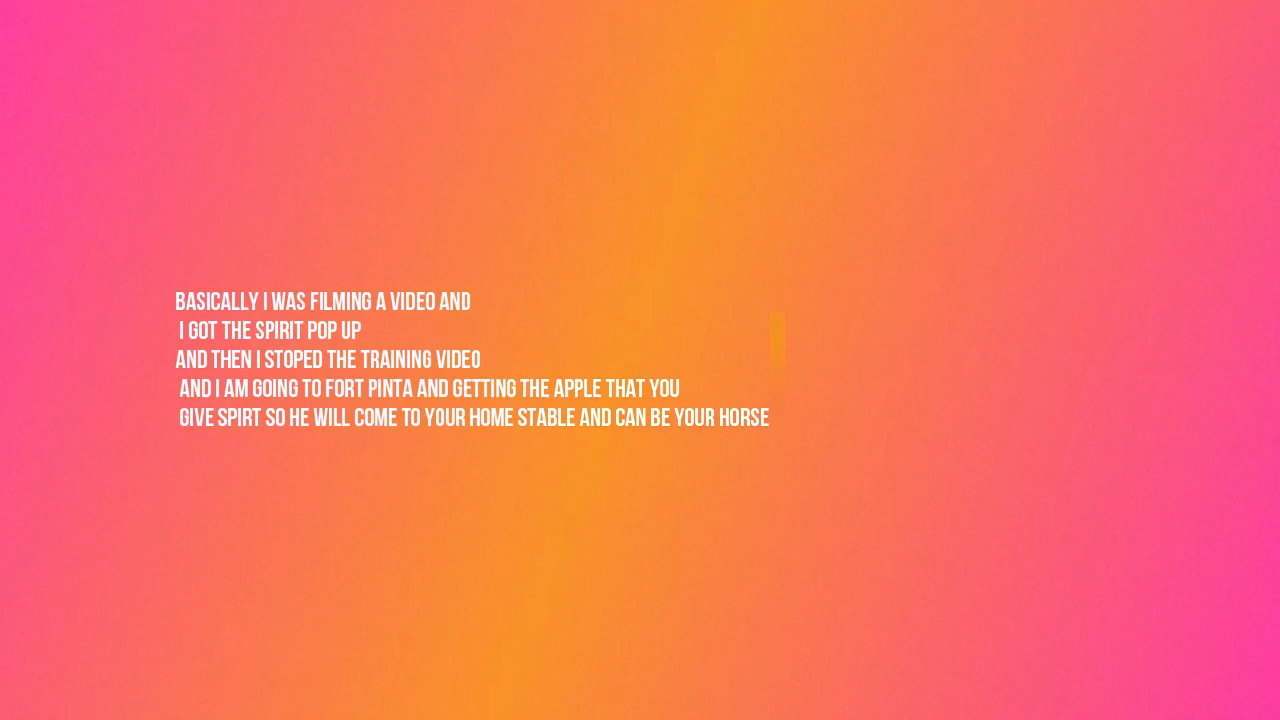 BASICALLY I WAS FILMING A VIDEO AND
I GOT THE SPIRIT POP UP
AND THEN I STOPED THE TRAINING VIDEO
AND I AM GOING TO FORT PINTA AND GETTING THE APPLE THAT YOU
GIVE SPIRT SO HE WILL COME TO YOUR HOME STABLE AND CAN BE YOUR HORSE